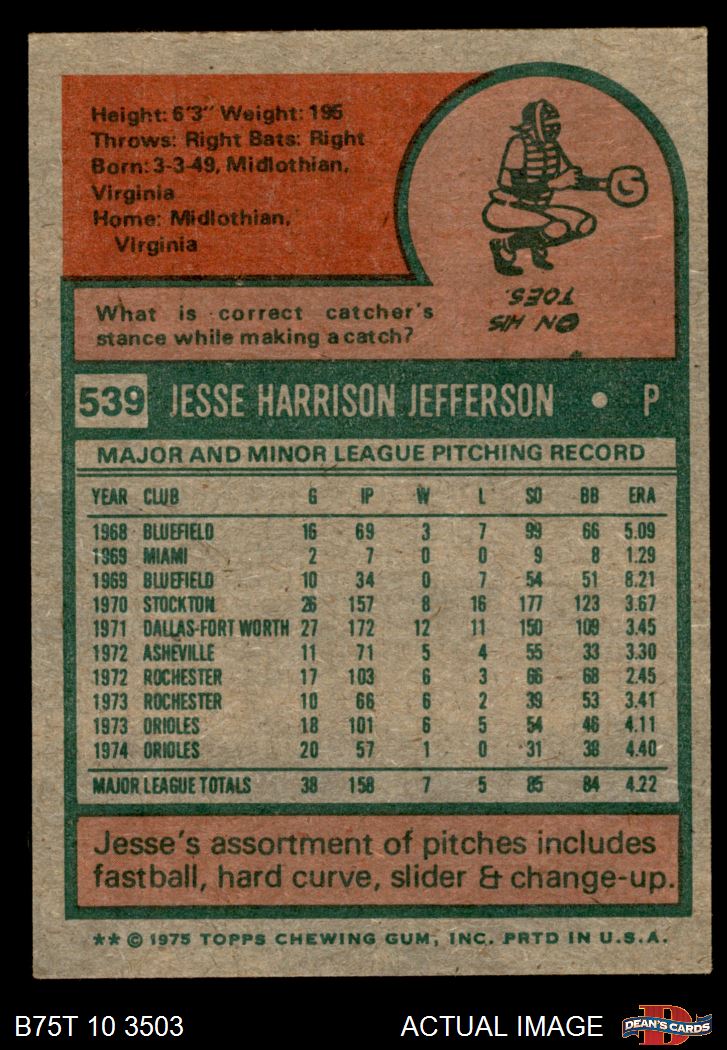 Height: 6'3" Weight: 195
Throws: Right Bats: Right
Born: 3-3-49, Midlothian,
Virginia
Home: Midlothian,
Virginia
What is correct catcher's
stance while making a catch?
ON HIS
TOES.
539 JESSE HARRISON JEFFERSON • P
MAJOR AND MINOR LEAGUE PITCHING RECORD
YEAR CLUB G IP W L SO BB ERA
1968 BLUEFIELD 16 69 3 7 99 66 5.09
1969 MIAMI 2 7 0 0 9 8 1.29
1969 BLUEFIELD 10 34 0 7 54 51 8.21
1970 STOCKTON 26 157 8 16 177 123 3.67
1971 DALLAS-FORT WORTH 27 172 12 11 150 109 3.45
1972 ASHEVILLE 11 71 5 4 55 33 3.30
1972 ROCHESTER 17 103 6 3 66 68 2.45
1973 ROCHESTER 10 66 6 2 39 53 3.41
1973 ORIOLES 18 101 6 5 54 46 4.11
1974 ORIOLES 20 57 1 0 31 38 4.40
MAJOR LEAGUE TOTALS 38 158 7 5 85 84 4.22
Jesse's assortment of pitches includes
fastball, hard curve, slider & change-up.
** © 1975 TOPPS CHEWING GUM, INC. PRTD IN U.S.A.
B75T 10 3503 ACTUAL IMAGE DEAN'S CARDS